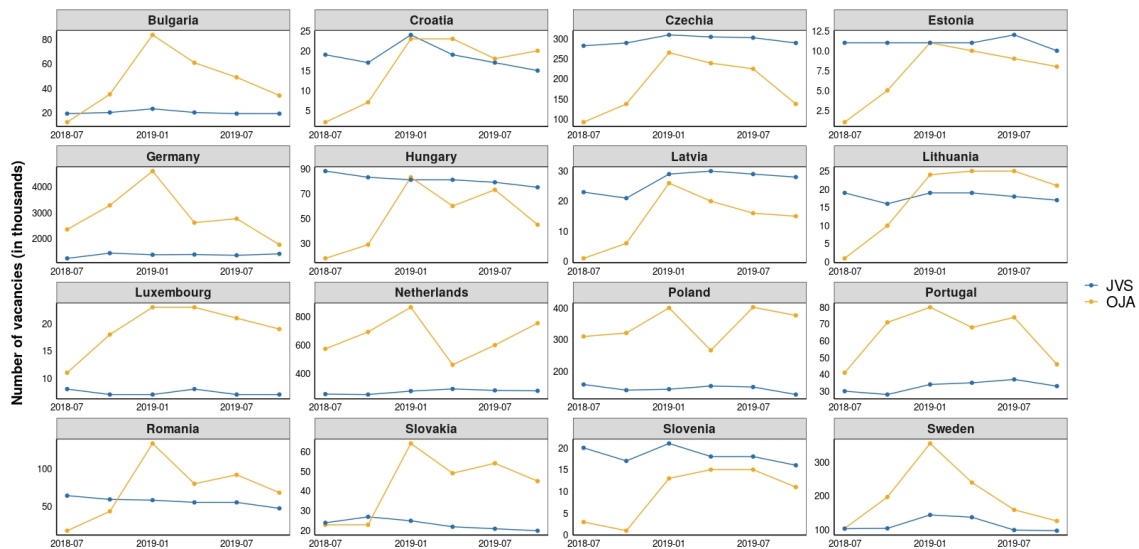 Number of vacancies (in thousands)
Bulgaria
80
60
40
20
2018-07 2019-01 2019-07
Croatia
25
20
15
10
5
2018-07 2019-01 2019-07
Czechia
300
250
200
150
100
2018-07 2019-01 2019-07
Estonia
12.5
10.0
7.5
5.0
2.5
2018-07 2019-01 2019-07
Germany
4000
3000
2000
2018-07 2019-01 2019-07
Hungary
90
70
50
30
2018-07 2019-01 2019-07
Latvia
30
20
10
0
2018-07 2019-01 2019-07
Lithuania
25
20
15
10
5
0
2018-07 2019-01 2019-07
Luxembourg
20
15
10
2018-07 2019-01 2019-07
Netherlands
800
600
400
2018-07 2019-01 2019-07
Poland
400
300
200
2018-07 2019-01 2019-07
Portugal
80
70
60
50
40
30
2018-07 2019-01 2019-07
Romania
100
50
2018-07 2019-01 2019-07
Slovakia
60
50
40
30
20
2018-07 2019-01 2019-07
Slovenia
20
15
10
5
0
2018-07 2019-01 2019-07
Sweden
300
200
100
2018-07 2019-01 2019-07
JVS
OJA